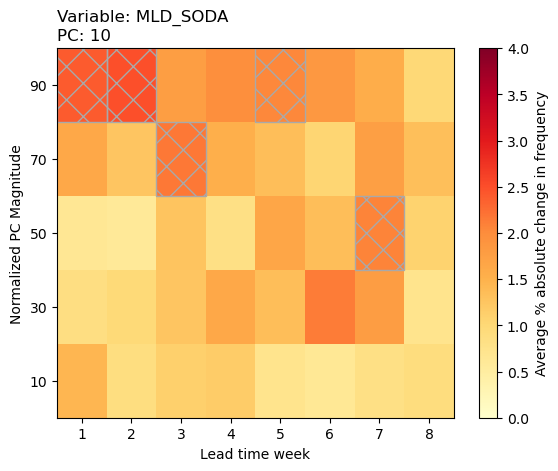 Variable: MLD_SODA
PC: 10
4.0
3.5
3.0
2.5
2.0
1.5
1.0
0.5
0.0
Average % absolute change in frequency
Normalized PC Magnitude
90
70
50
30
10
1 2 3 4 5 6 7 8
Lead time week